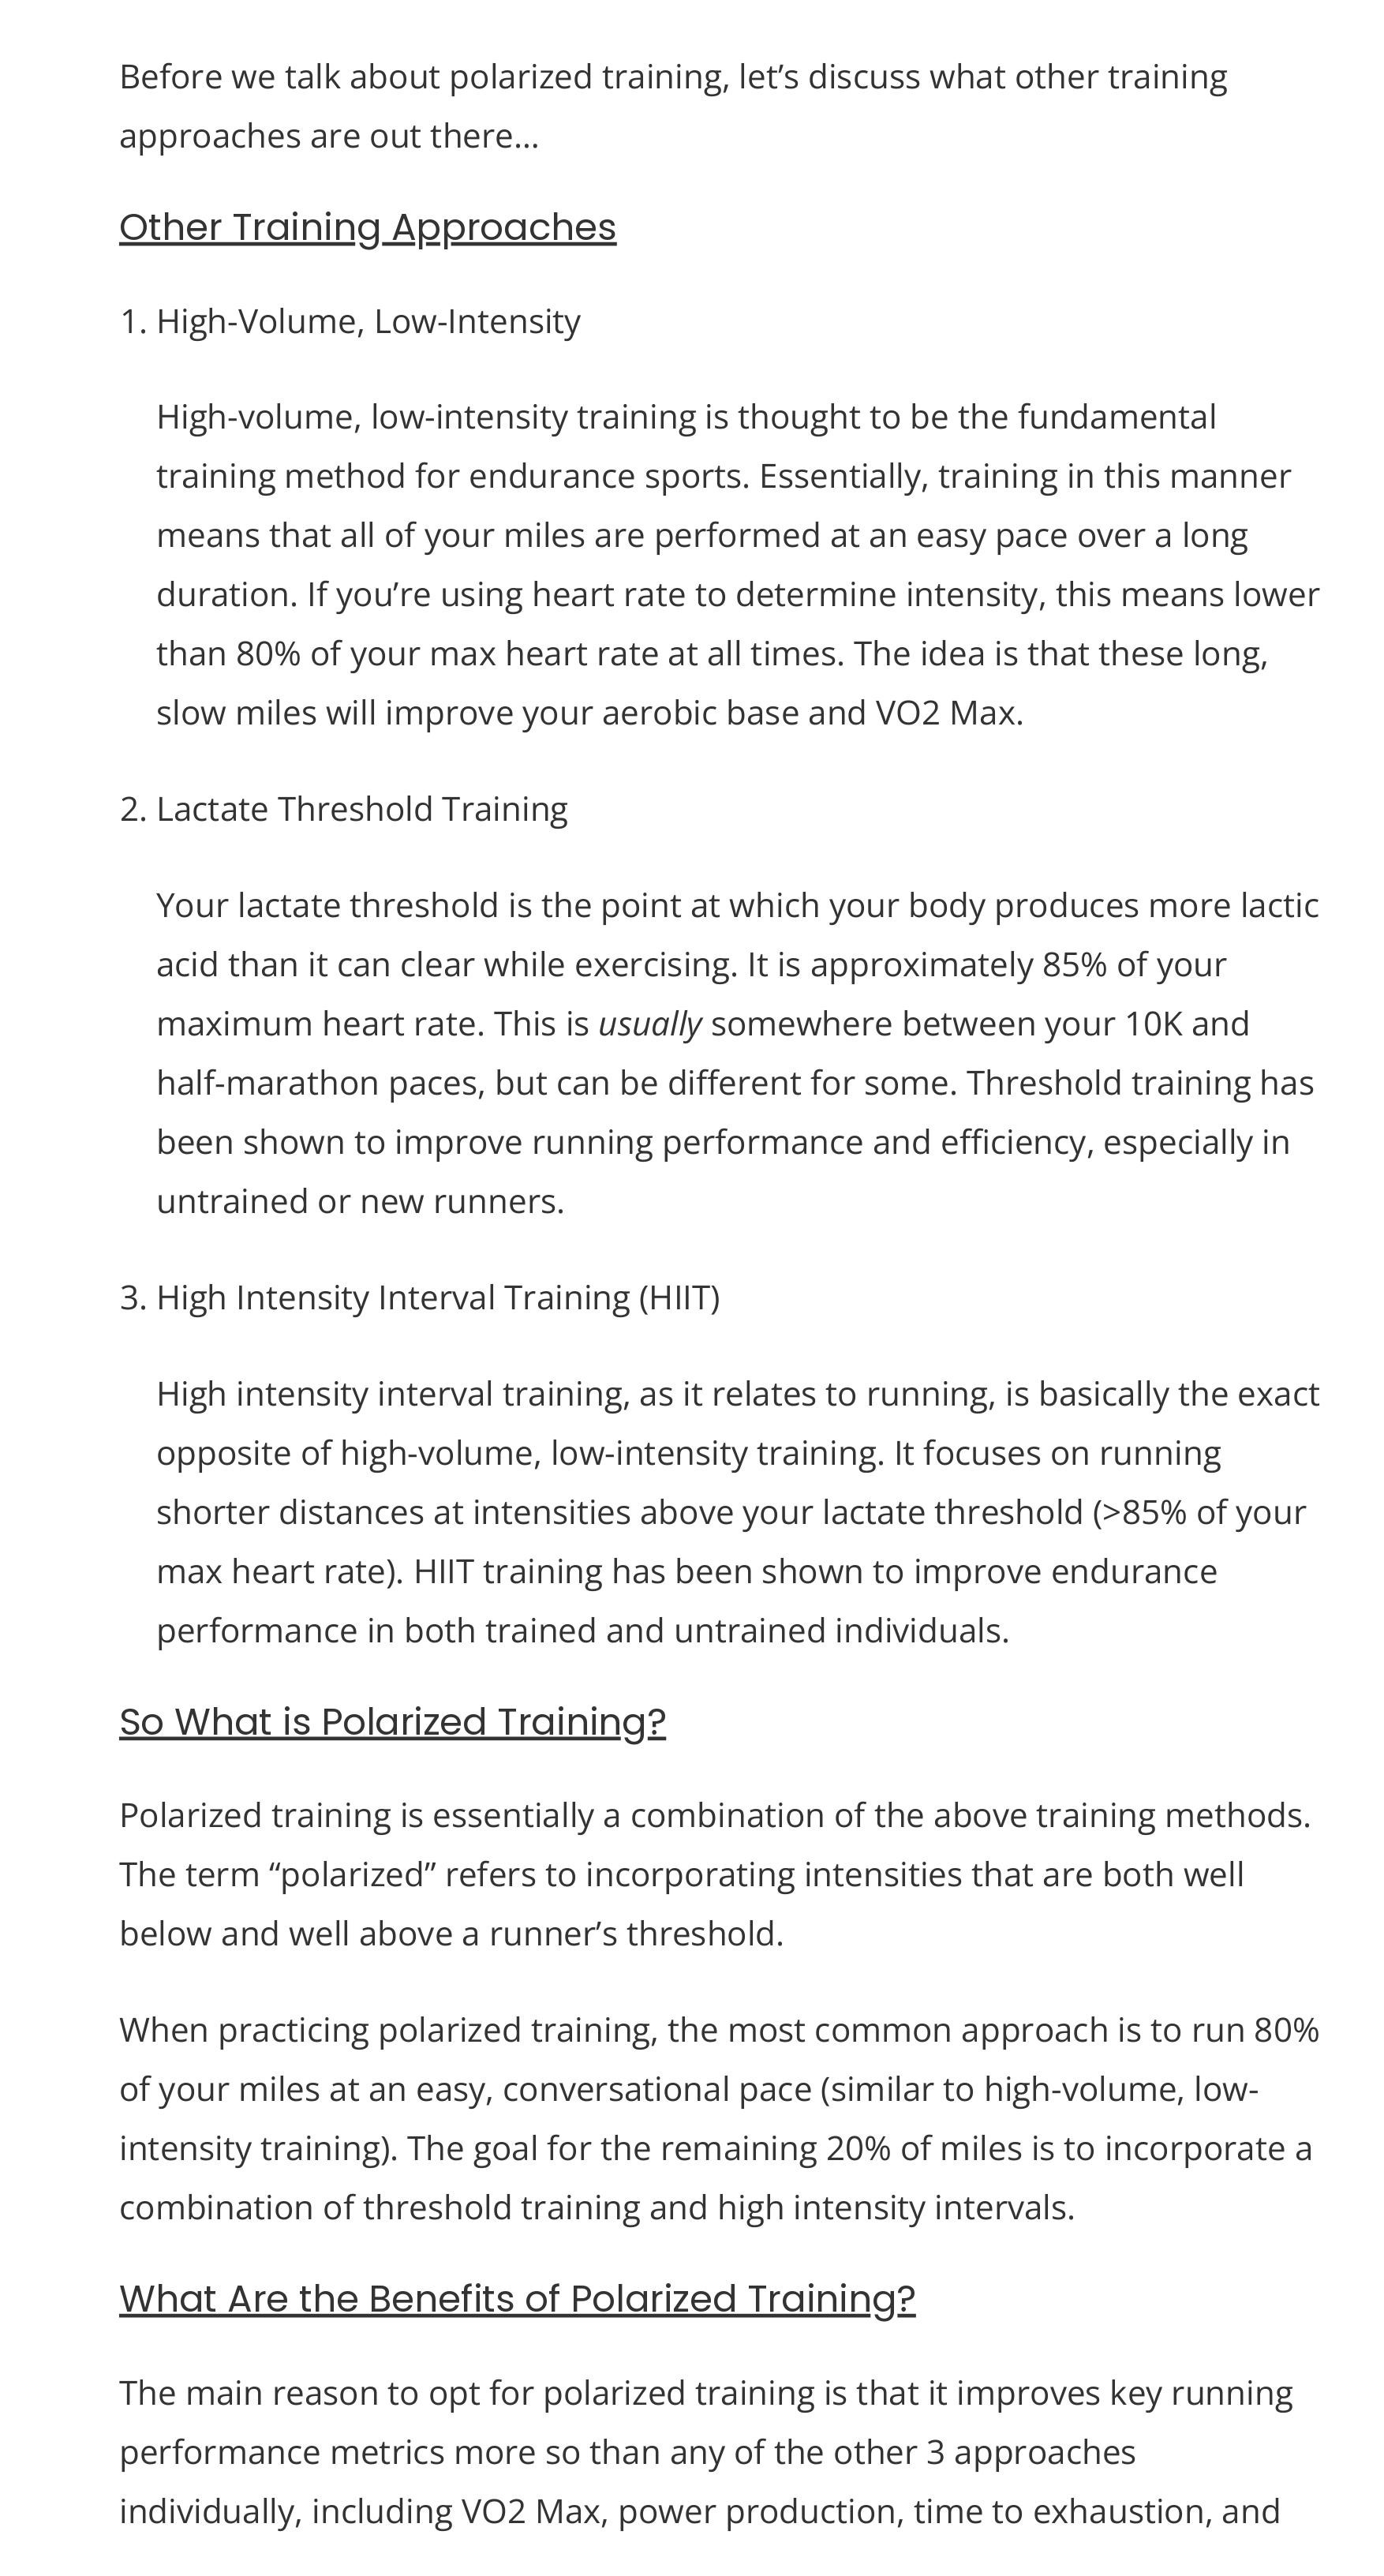 Before we talk about polarized training, let’s discuss what other training
approaches are out there…
Other Training Approaches
1. High-Volume, Low-Intensity
High-volume, low-intensity training is thought to be the fundamental
training method for endurance sports. Essentially, training in this manner
means that all of your miles are performed at an easy pace over a long
duration. If you’re using heart rate to determine intensity, this means lower
than 80% of your max heart rate at all times. The idea is that these long,
slow miles will improve your aerobic base and VO2 Max.
2. Lactate Threshold Training
Your lactate threshold is the point at which your body produces more lactic
acid than it can clear while exercising. It is approximately 85% of your
maximum heart rate. This is usually somewhere between your 10K and
half-marathon paces, but can be different for some. Threshold training has
been shown to improve running performance and efficiency, especially in
untrained or new runners.
3. High Intensity Interval Training (HIIT)
High intensity interval training, as it relates to running, is basically the exact
opposite of high-volume, low-intensity training. It focuses on running
shorter distances at intensities above your lactate threshold (>85% of your
max heart rate). HIIT training has been shown to improve endurance
performance in both trained and untrained individuals.
So What is Polarized Training?
Polarized training is essentially a combination of the above training methods.
The term “polarized” refers to incorporating intensities that are both well
below and well above a runner’s threshold.
When practicing polarized training, the most common approach is to run 80%
of your miles at an easy, conversational pace (similar to high-volume, low-
intensity training). The goal for the remaining 20% of miles is to incorporate a
combination of threshold training and high intensity intervals.
What Are the Benefits of Polarized Training?
The main reason to opt for polarized training is that it improves key running
performance metrics more so than any of the other 3 approaches
individually, including VO2 Max, power production, time to exhaustion, and